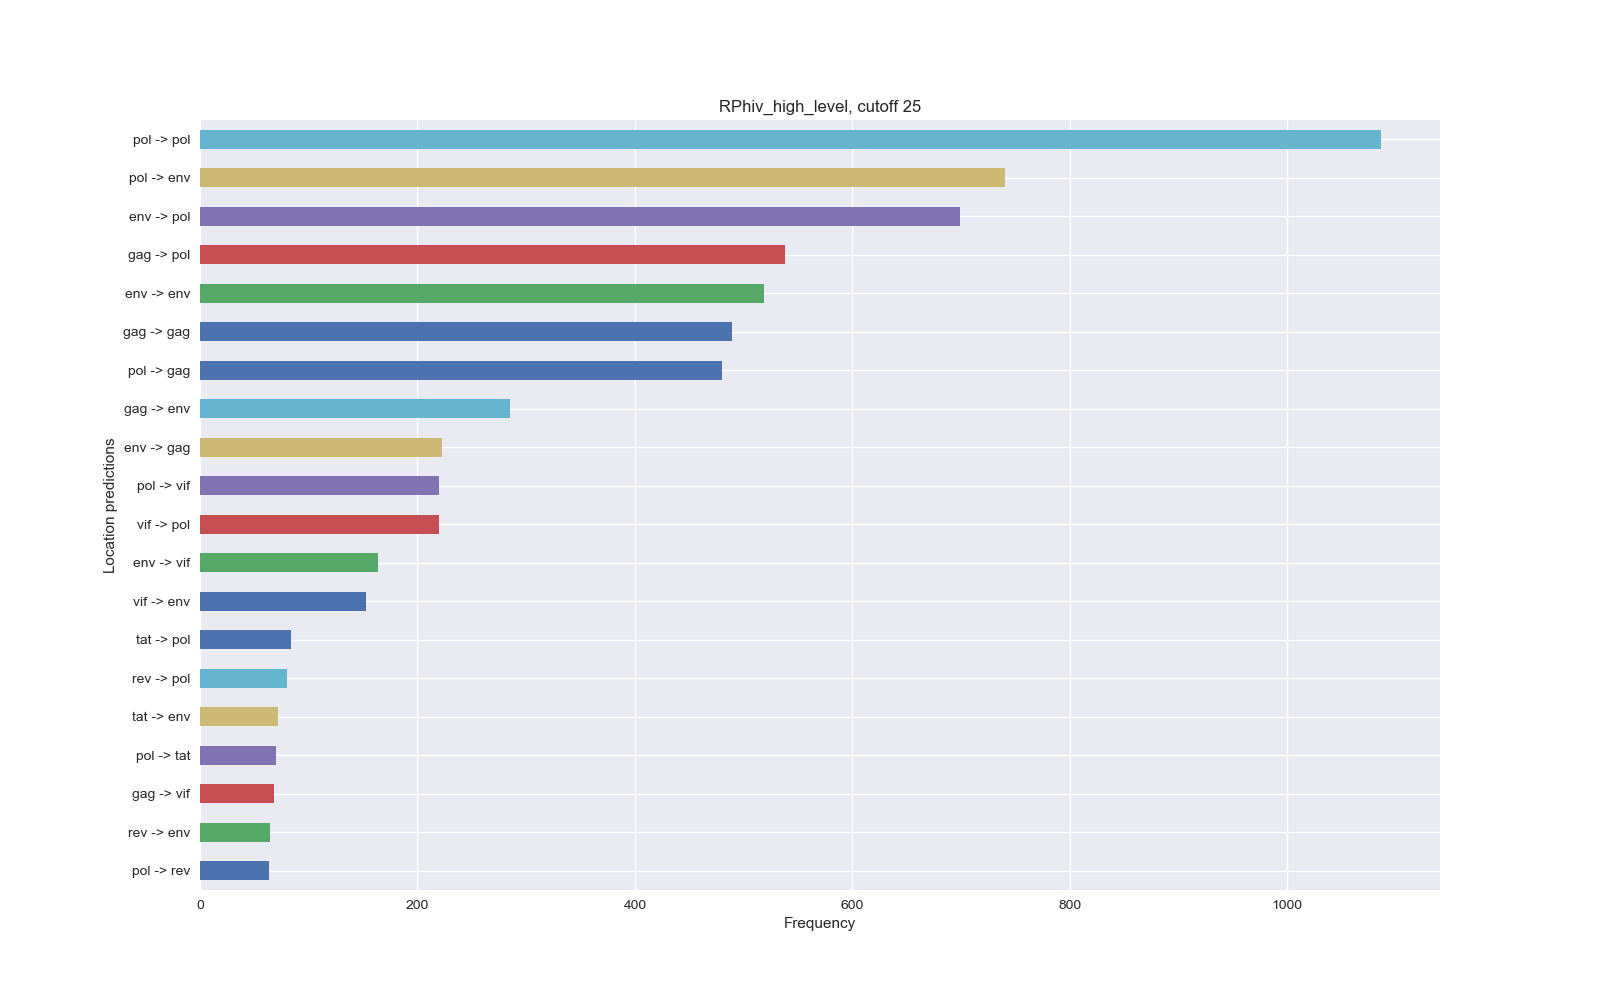 RPhiv_high_level, cutoff 25
pol -> pol
pol -> env
env -> pol
gag -> pol
env -> env
gag -> gag
pol -> gag
gag -> env
env -> gag
pol -> vif
vif -> pol
env -> vif
vif -> env
tat -> pol
rev -> pol
tat -> env
pol -> tat
gag -> vif
rev -> env
pol -> rev
Location predictions
0 200 400 600 800 1000
Frequency